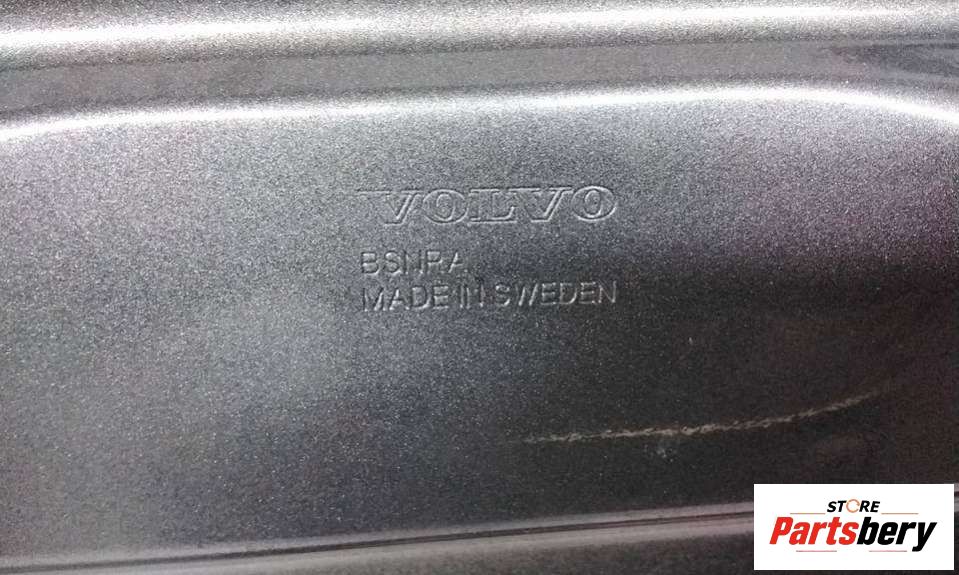 VOLVO
BSNRA
MADE IN SWEDEN
STORE
Partsbery